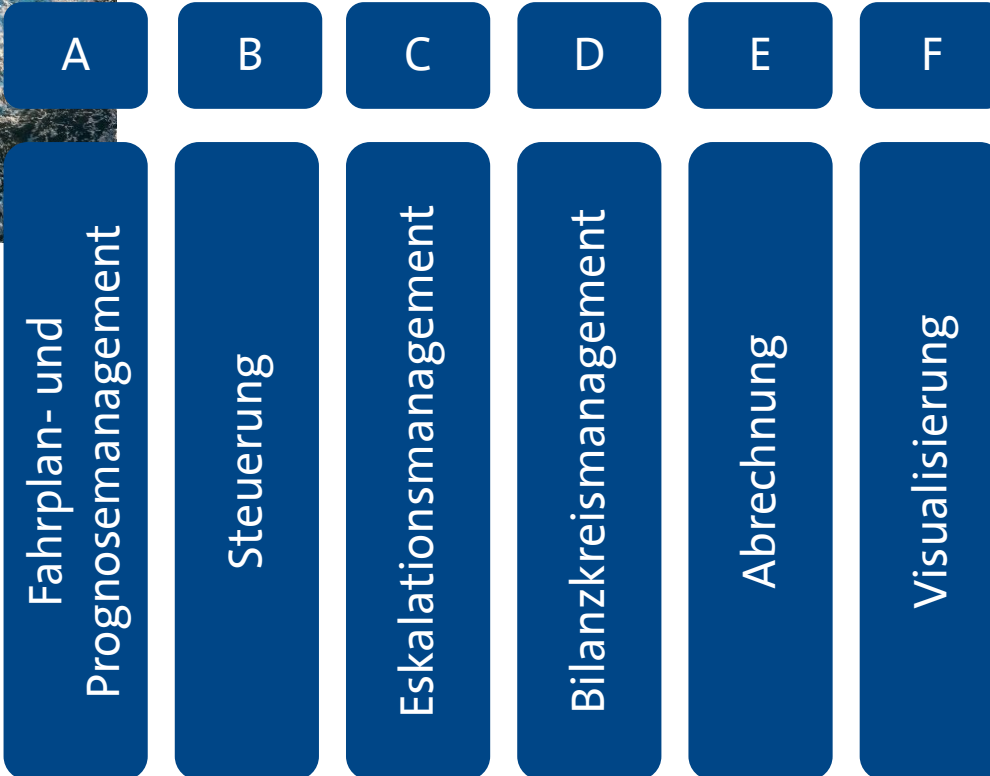 A
B
C
D
E
F
Fahrplan- und
Prognosemanagement
Steuerung
Eskalationsmanagement
Bilanzkreismanagement
Abrechnung
Visualisierung